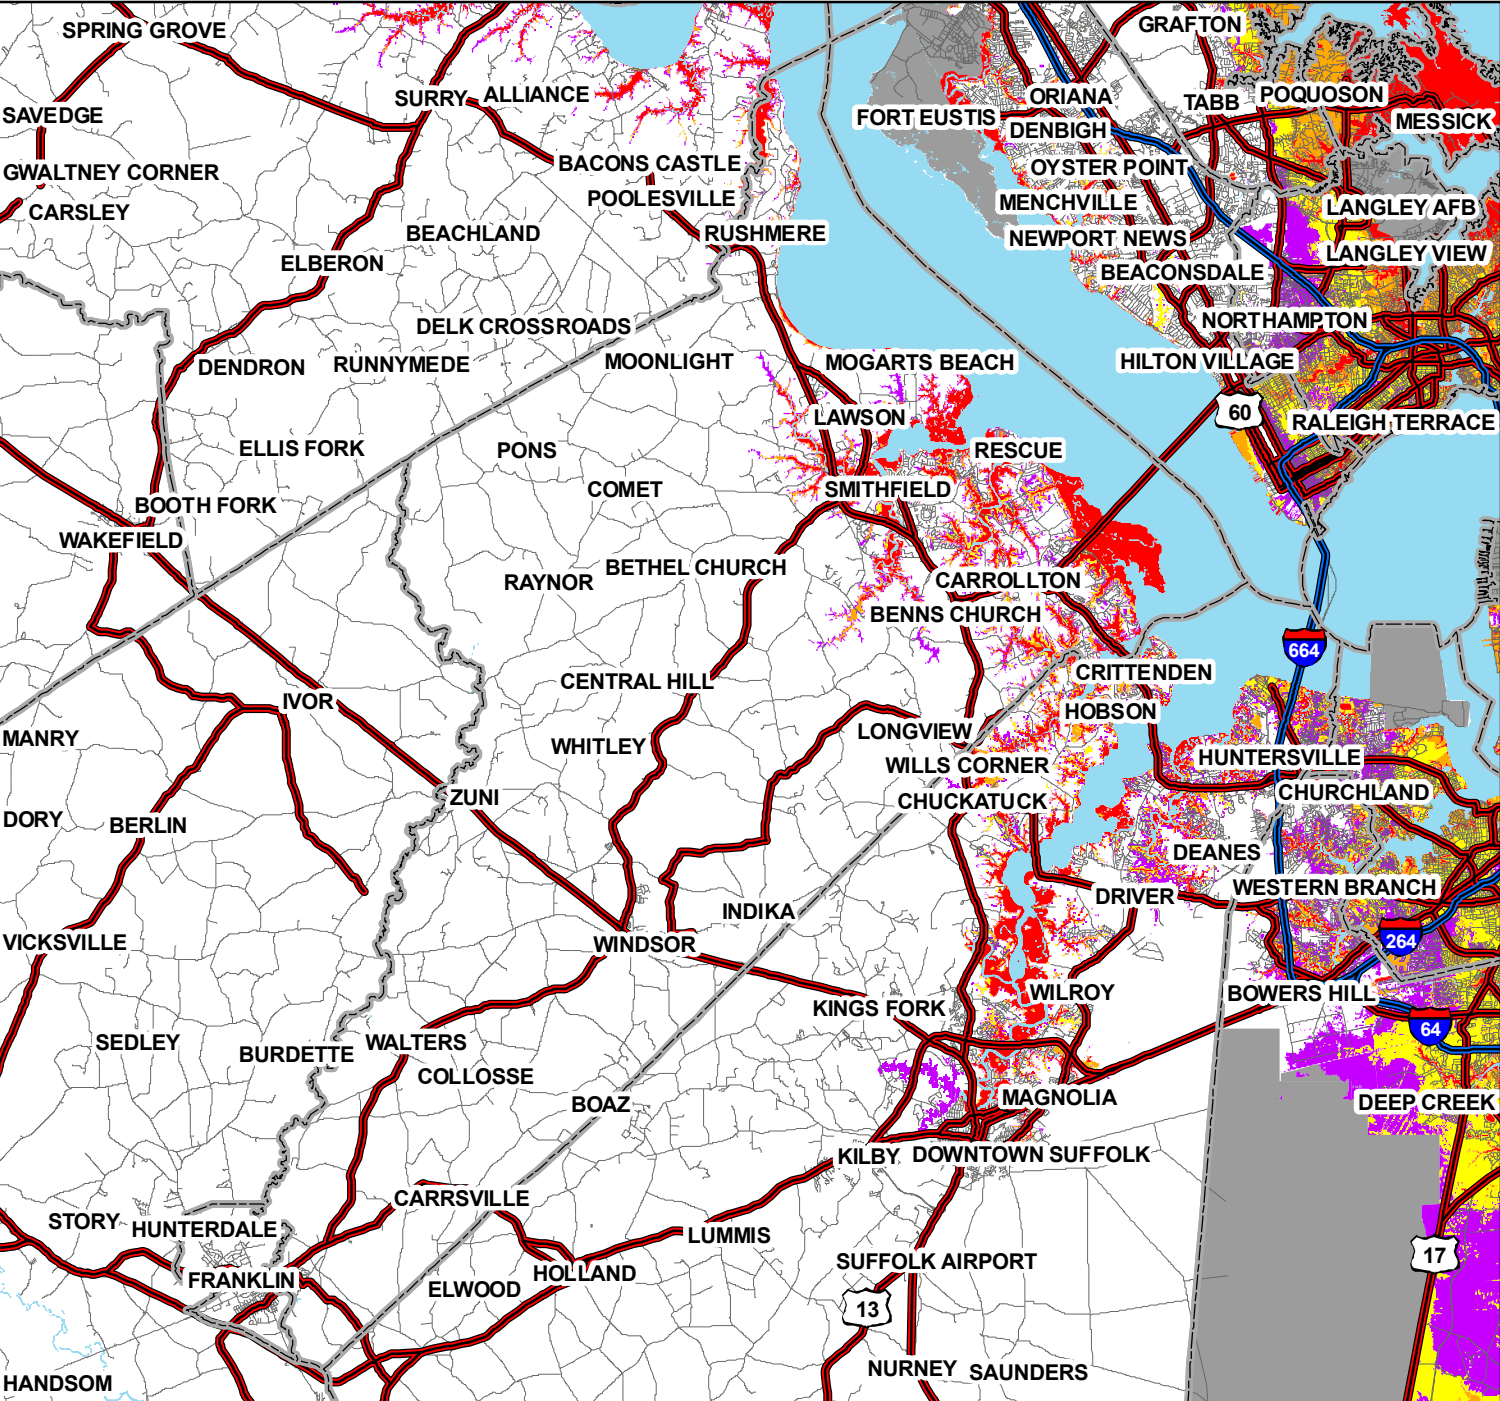 SPRING GROVE
GRAFTON
SURRY
ALLIANCE
ORIANA
TABB
POQUOSON
SAVEDGE
FORT EUSTIS
DENBIGH
MESSICK
GWALTNEY CORNER
BACONS CASTLE
OYSTER POINT
CARSLEY
POOLESVILLE
MENCHVILLE
LANGLEY AFB
BEACHLAND
RUSHMERE
NEWPORT NEWS
LANGLEY VIEW
ELBERON
BEACONSDALE
DELK CROSSROADS
NORTHAMPTON
DENDRON
RUNNYMEDE
MOONLIGHT
MOGARTS BEACH
HILTON VILLAGE
LAWSON
60
RALEIGH TERRACE
ELLIS FORK
PONS
RESCUE
COMET
SMITHFIELD
BOOTH FORK
WAKEFIELD
RAYNOR
BETHEL CHURCH
CARROLLTON
BENNS CHURCH
664
CENTRAL HILL
CRITTENDEN
IVOR
HOBSON
MANRY
WHITLEY
LONGVIEW
WILLS CORNER
HUNTERSVILLE
ZUNI
CHUCKATUCK
CHURCHLAND
DORY
BERLIN
DEANES
DRIVER
WESTERN BRANCH
INDIKA
VICKSVILLE
WINDSOR
264
KINGS FORK
WILROY
BOWERS HILL
64
SEDLEY
BURDETTE
WALTERS
COLLOSSE
BOAZ
MAGNOLIA
DEEP CREEK
KILBY
DOWNTOWN SUFFOLK
CARRSVILLE
STORY
HUNTERDALE
LUMMIS
17
FRANKLIN
ELWOOD
HOLLAND
SUFFOLK AIRPORT
13
HANDSOM
NURNEY
SAUNDERS